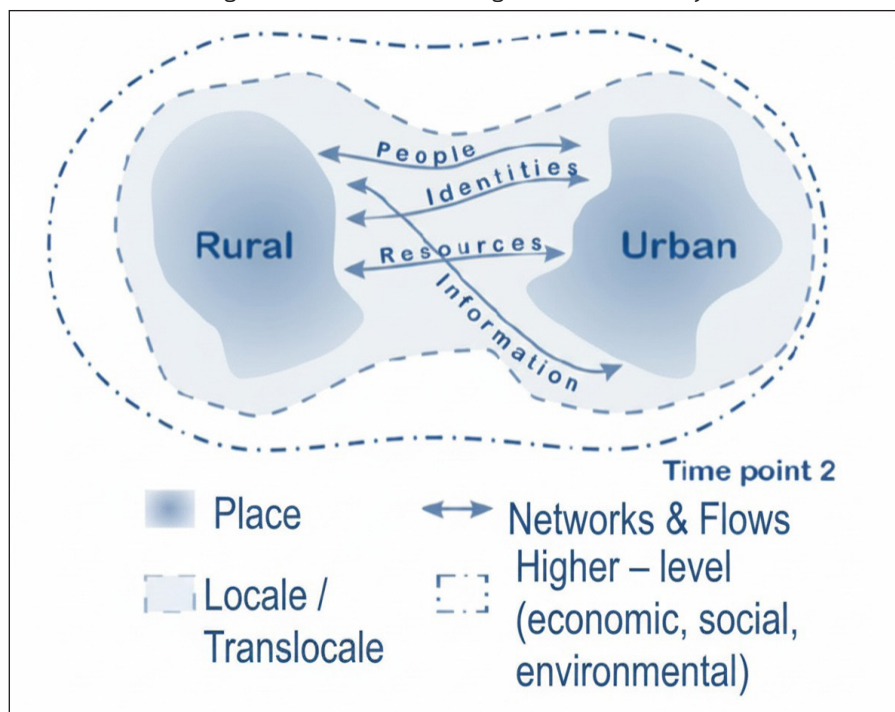 People
Identities
Rural
Urban
Resources
Information
Time point 2
Place
Networks & Flows
Locale /
Translocale
Higher – level
(economic, social,
environmental)